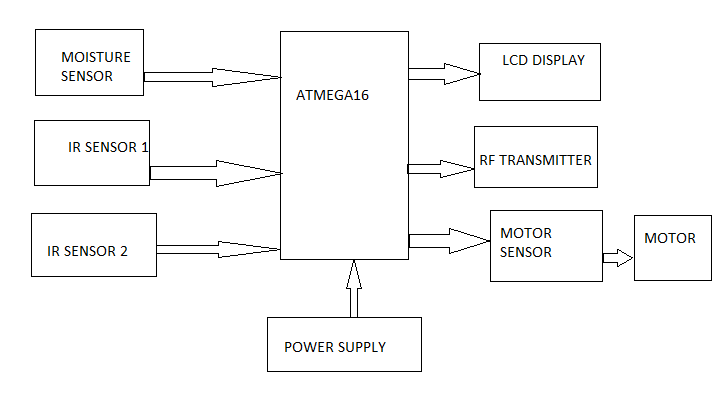 MOISTURE
SENSOR
LCD DISPLAY
ATMEGA16
IR SENSOR 1
RF TRANSMITTER
IR SENSOR 2
MOTOR
SENSOR
MOTOR
POWER SUPPLY